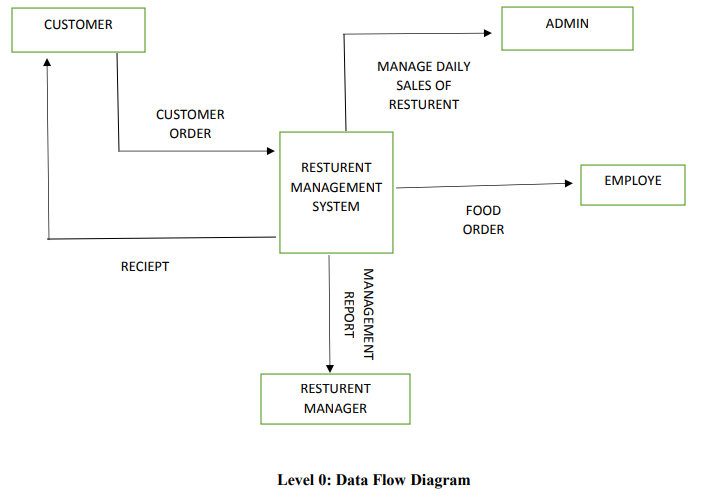 CUSTOMER
ADMIN
MANAGE DAILY
SALES OF
RESTURENT
CUSTOMER
ORDER
RESTURENT
MANAGEMENT
SYSTEM
EMPLOYE
FOOD
ORDER
RECIEPT
MANAGEMENT
REPORT
RESTURENT
MANAGER
Level 0: Data Flow Diagram